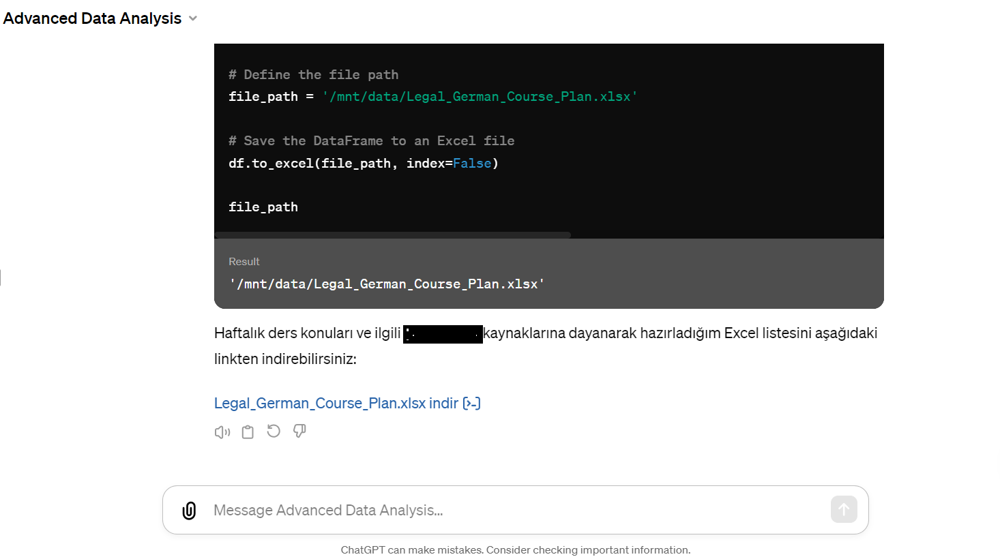 Advanced Data Analysis
# Define the file path
file_path = '/mnt/data/Legal_German_Course_Plan.xlsx'
# Save the DataFrame to an Excel file
df.to_excel(file_path, index=False)
file_path
Result
'/mnt/data/Legal_German_Course_Plan.xlsx'
Haftalık ders konuları ve ilgili kaynaklarına dayanarak hazırladığım Excel listesini aşağıdaki
linkten indirebilirsiniz:
Legal_German_Course_Plan.xlsx indir [>-]
Message Advanced Data Analysis...
ChatGPT can make mistakes. Consider checking important information.